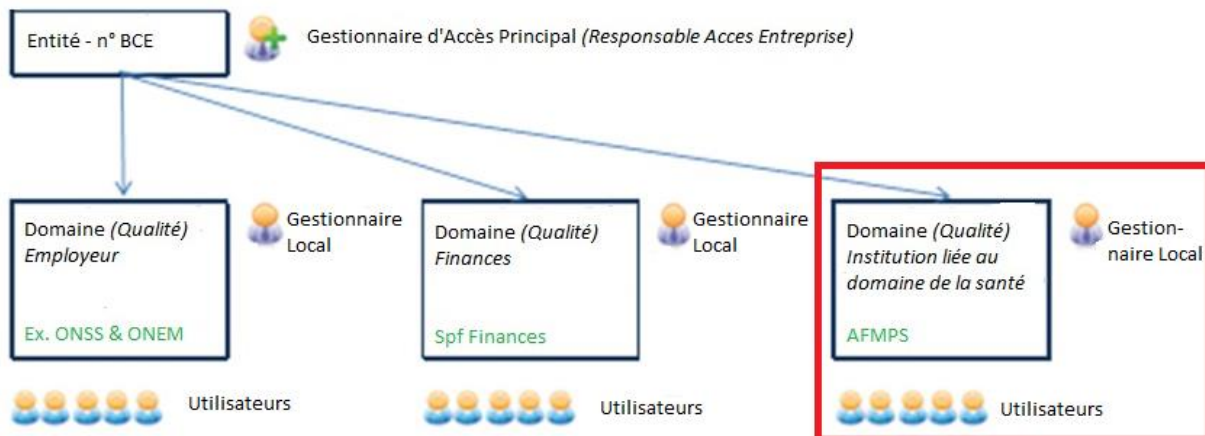 Entité - n° BCE
Gestionnaire d'Accès Principal (Responsable Acces Entreprise)
Domaine (Qualité)
Employeur
Ex. ONSS & ONEM
Gestionnaire
Local
Utilisateurs
Domaine (Qualité)
Finances
Spf Finances
Gestionnaire
Local
Utilisateurs
Domaine (Qualité)
Institution liée au
domaine de la santé
AFMPS
Gestion-
naire Local
Utilisateurs